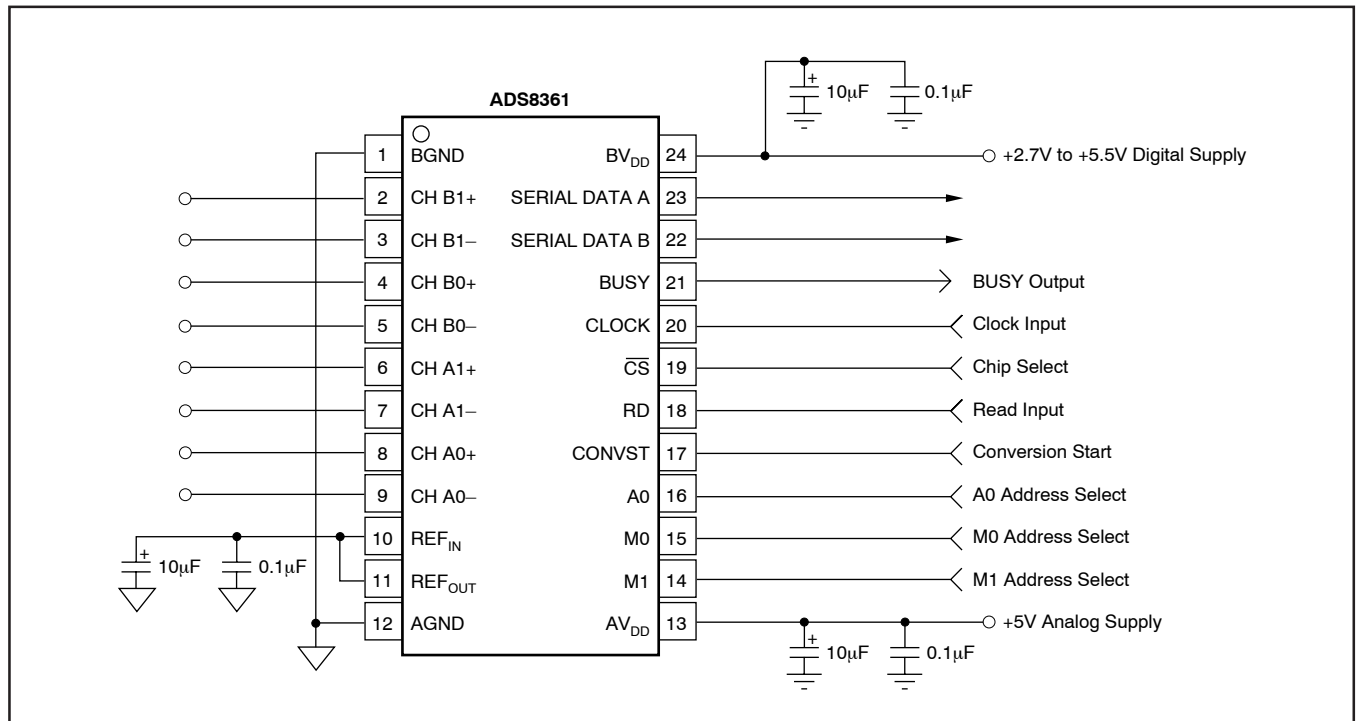 +
10µF
0.1µF
ADS8361
1 BGND BV_DD 24 +2.7V to +5.5V Digital Supply
2 CH B1+ SERIAL DATA A 23
3 CH B1− SERIAL DATA B 22
4 CH B0+ BUSY 21 BUSY Output
5 CH B0− CLOCK 20 Clock Input
6 CH A1+ C̅S̅ 19 Chip Select
7 CH A1− RD 18 Read Input
8 CH A0+ CONVST 17 Conversion Start
9 CH A0− A0 16 A0 Address Select
10 REF_IN M0 15 M0 Address Select
+
10µF
0.1µF
11 REF_OUT M1 14 M1 Address Select
12 AGND AV_DD 13 +5V Analog Supply
+
10µF
0.1µF